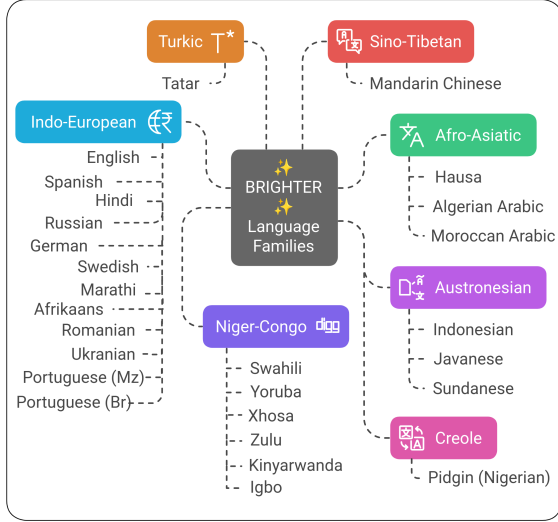 Turkic
Tatar
Sino-Tibetan
Mandarin Chinese
Indo-European
English
Spanish
Hindi
Russian
German
Swedish
Marathi
Afrikaans
Romanian
Ukranian
Portuguese (Mz)
Portuguese (Br)
BRIGHTER
Language
Families
Afro-Asiatic
Hausa
Algerian Arabic
Moroccan Arabic
Austronesian
Indonesian
Javanese
Sundanese
Niger-Congo
digg
Swahili
Yoruba
Xhosa
Zulu
Kinyarwanda
Igbo
Creole
Pidgin (Nigerian)